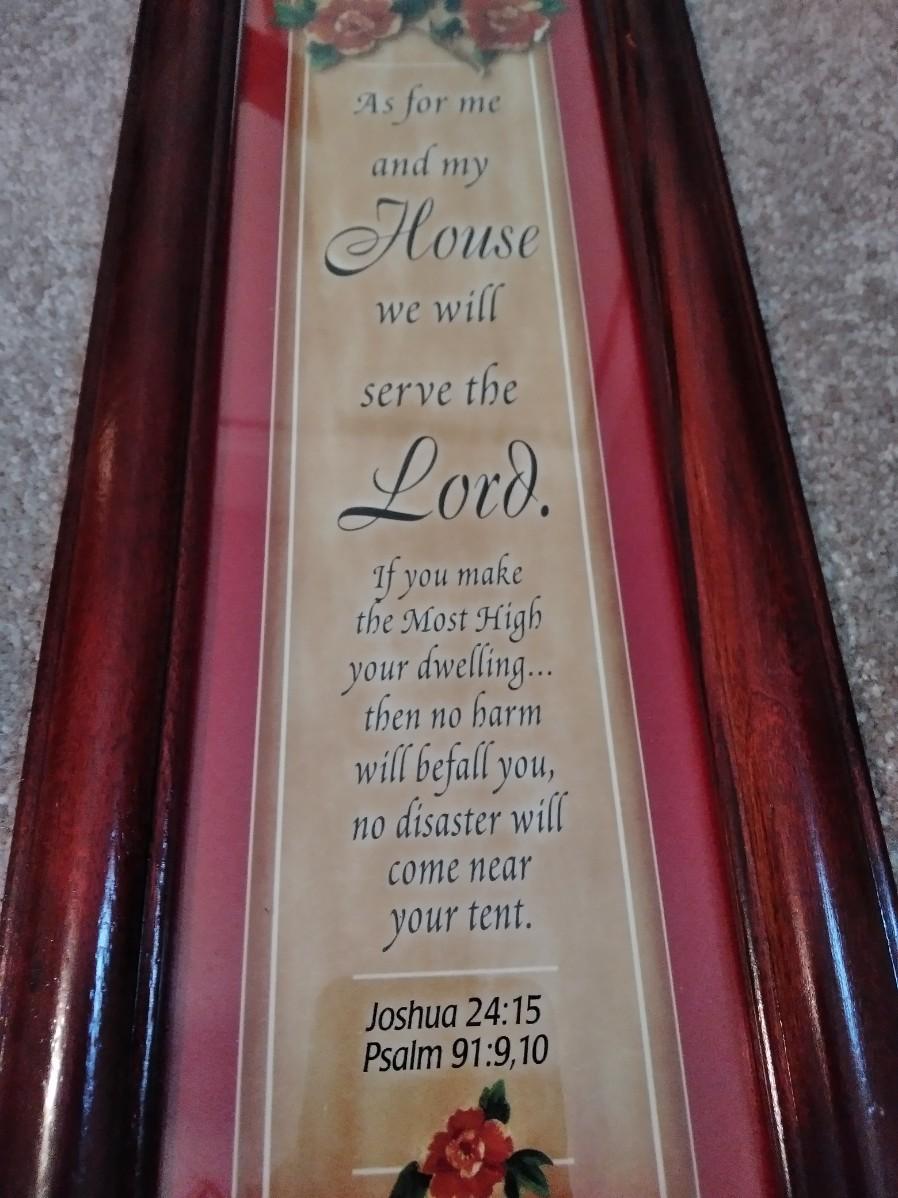 As for me
and my
House
we will
serve the
Lord.
If you make
the Most High
your dwelling...
then no harm
will befall you,
no disaster will
come near
your tent.
Joshua 24:15
Psalm 91:9,10